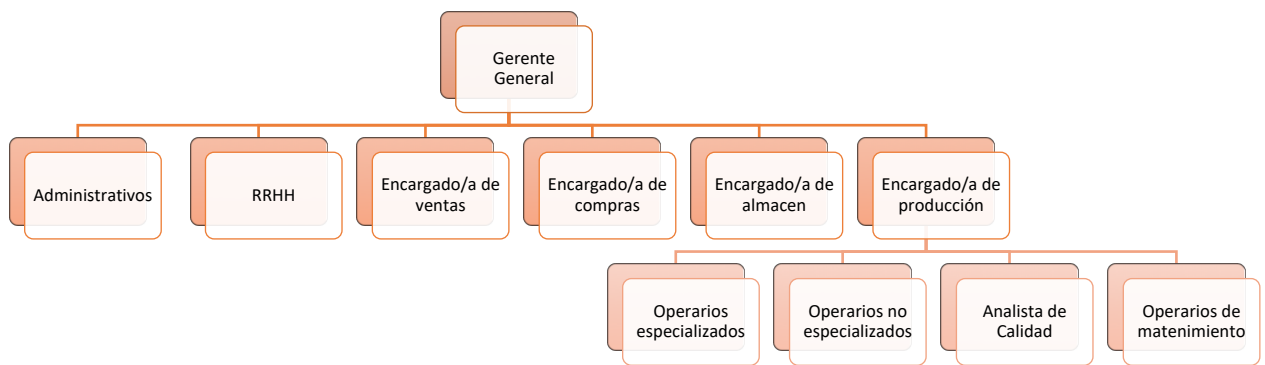 Gerente
General
Administrativos
RRHH
Encargado/a de
ventas
Encargado/a de
compras
Encargado/a de
almacen
Encargado/a de
producción
Operarios
especializados
Operarios no
especializados
Analista de
Calidad
Operarios de
matenimiento